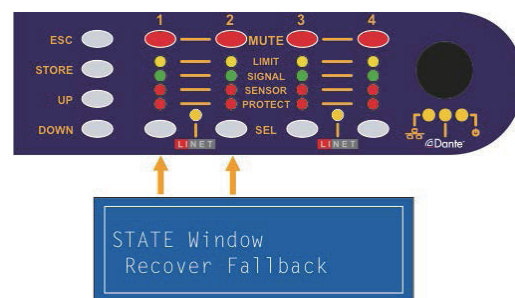 1 2 3 4
ESC MUTE
LIMIT
STORE SIGNAL
SENSOR
UP PROTECT
DOWN SEL
LINET LINET
Dante
STATE Window
Recover Fallback